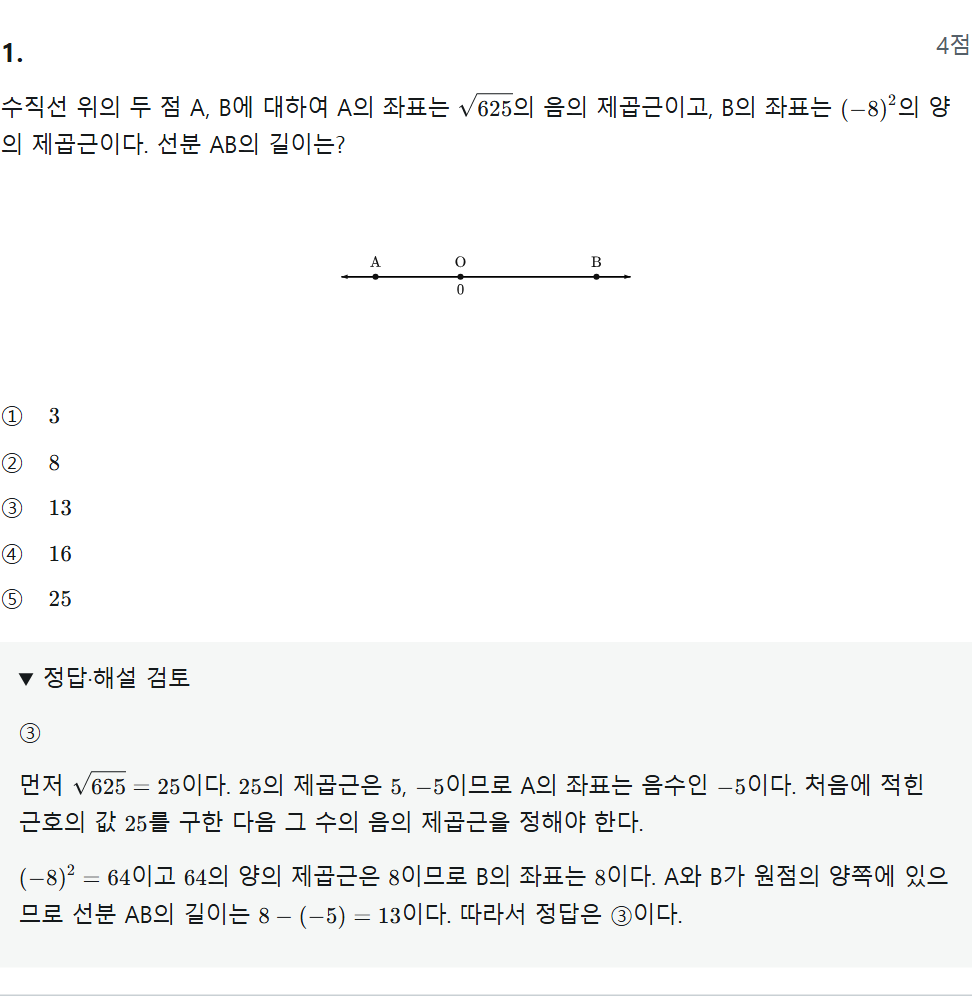 1.
4점
수직선 위의 두 점 A, B에 대하여 A의 좌표는 √625의 음의 제곱근이고, B의 좌표는 (−8)²의 양
의 제곱근이다. 선분 AB의 길이는?
A O B
0
① 3
② 8
③ 13
④ 16
⑤ 25
▼ 정답·해설 검토
③
먼저 √625 = 25이다. 25의 제곱근은 5, −5이므로 A의 좌표는 음수인 −5이다. 처음에 적힌
근호의 값 25를 구한 다음 그 수의 음의 제곱근을 정해야 한다.
(−8)² = 64이고 64의 양의 제곱근은 8이므로 B의 좌표는 8이다. A와 B가 원점의 양쪽에 있으
므로 선분 AB의 길이는 8 − (−5) = 13이다. 따라서 정답은 ③이다.